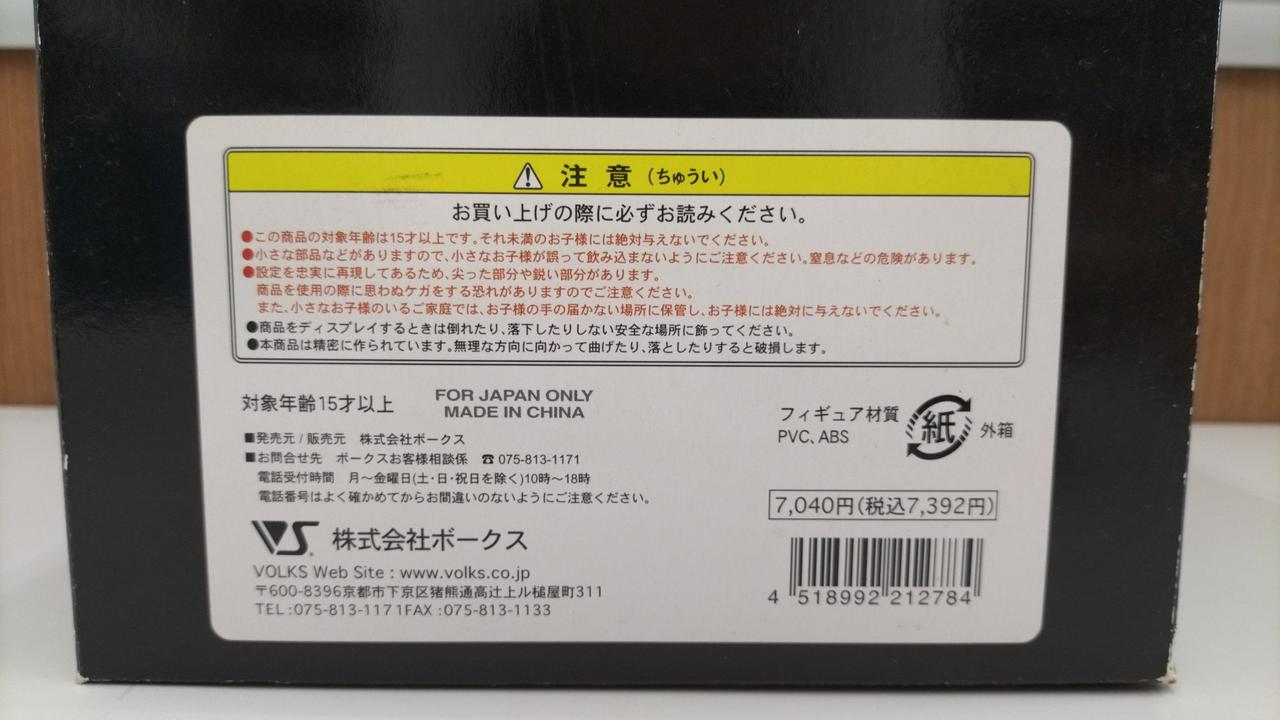 注意(ちゅうい)
お買い上げの際に必ずお読みください。
●この商品の対象年齢は15才以上です。それ未満のお子様には絶対与えないでください。
●小さな部品などがありますので、小さなお子様が誤って飲み込まないようにご注意ください。窒息などの危険があります。
●設定を忠実に再現してあるため、尖った部分や鋭い部分があります。
商品を使用の際に思わぬケガをする恐れがありますのでご注意ください。
また、小さなお子様のいるご家庭では、お子様の手の届かない場所に保管し、お子様には絶対に与えないでください。
●商品をディスプレイするときは倒れたり、落下したりしない安全な場所に飾ってください。
●本商品は精密に作られています。無理な方向に向かって曲げたり、落としたりすると破損します。
対象年齢15才以上
FOR JAPAN ONLY
MADE IN CHINA
■発売元/販売元 株式会社ボークス
■お問合せ先 ボークスお客様相談係 ☎075-813-1171
電話受付時間 月〜金曜日(土・日・祝日を除く)10時〜18時
電話番号はよく確かめてからお間違いのないようにご注意ください。
VS 株式会社ボークス
VOLKS Web Site : www.volks.co.jp
〒600-8396京都市下京区猪熊通高辻上ル槌屋町311
TEL:075-813-1171FAX:075-813-1133
フィギュア材質
PVC、ABS
紙 外箱
7,040円(税込7,392円)
4 518992 212784